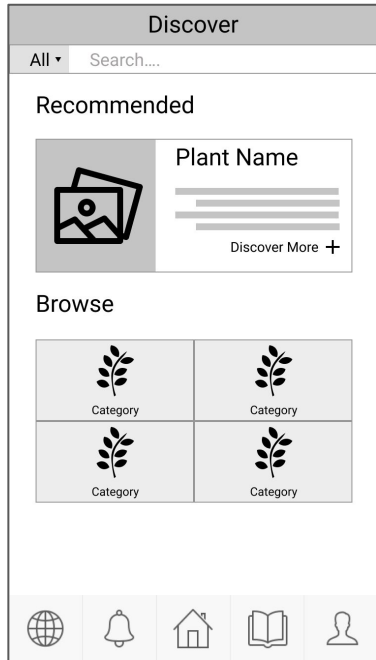 Discover
All ▾ Search....
Recommended
Plant Name
Discover More +
Browse
Category Category
Category Category